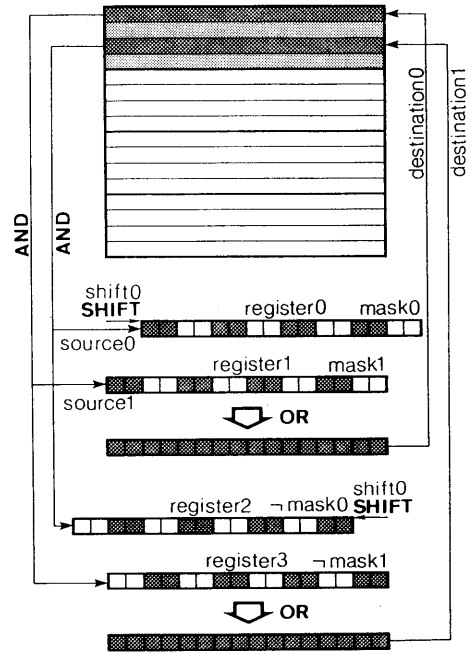 destination0
destination1
AND
AND
shift0
SHIFT
register0 mask0
source0
register1 mask1
source1
OR
register2 ¬mask0 shift0
SHIFT
register3 ¬mask1
OR